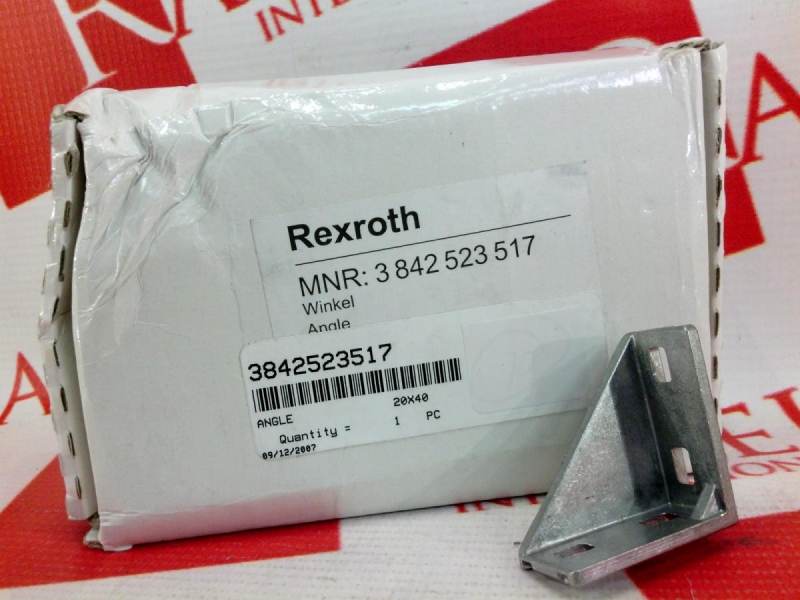 Rexroth
MNR: 3 842 523 517
Winkel
Angle
3842523517
ANGLE 20X40
Quantity = 1 PC
09/12/2007